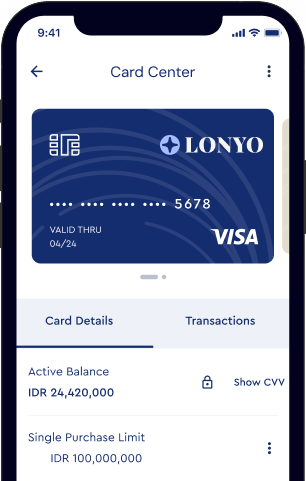 9:41
Card Center
LONYO
•••• •••• •••• •••• 5678
VALID THRU
04/24
VISA
Card Details
Transactions
Active Balance
IDR 24,420,000
Show CVV
Single Purchase Limit
IDR 100,000,000